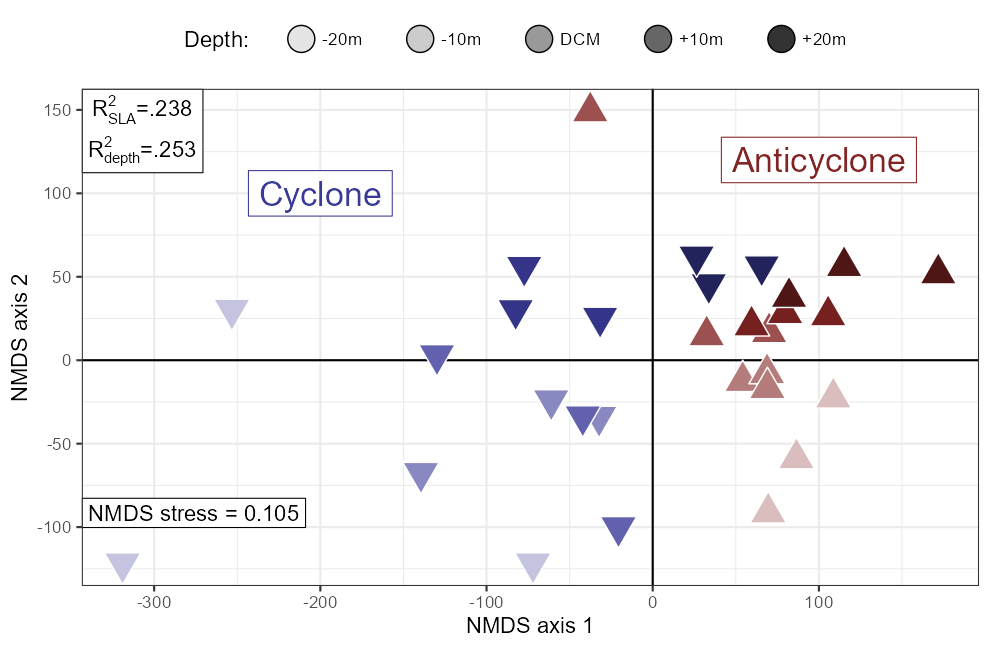 Depth: -20m -10m DCM +10m +20m
R²SLA=.238
R²depth=.253
Cyclone
Anticyclone
NMDS stress = 0.105
150
100
50
0
-50
-100
NMDS axis 2
-300 -200 -100 0 100
NMDS axis 1